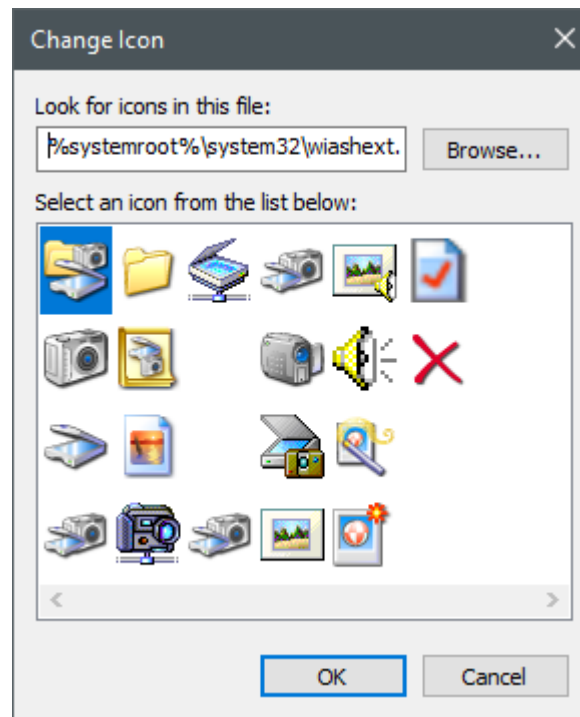 Change Icon
Look for icons in this file:
%systemroot%\system32\wiashext.
Browse...
Select an icon from the list below:
OK
Cancel